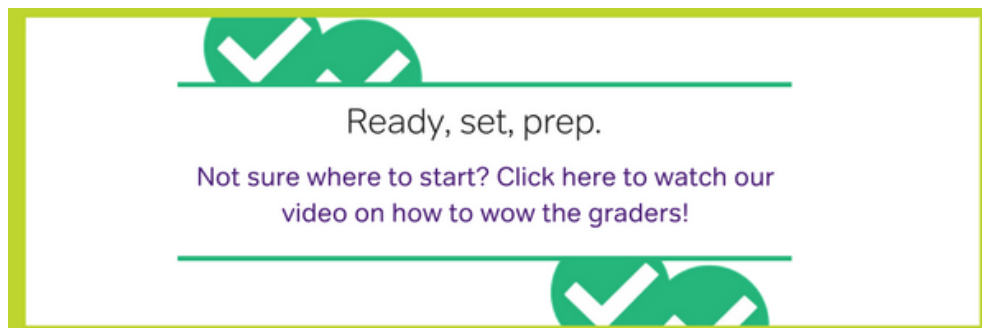 Ready, set, prep.
Not sure where to start? Click here to watch our
video on how to wow the graders!